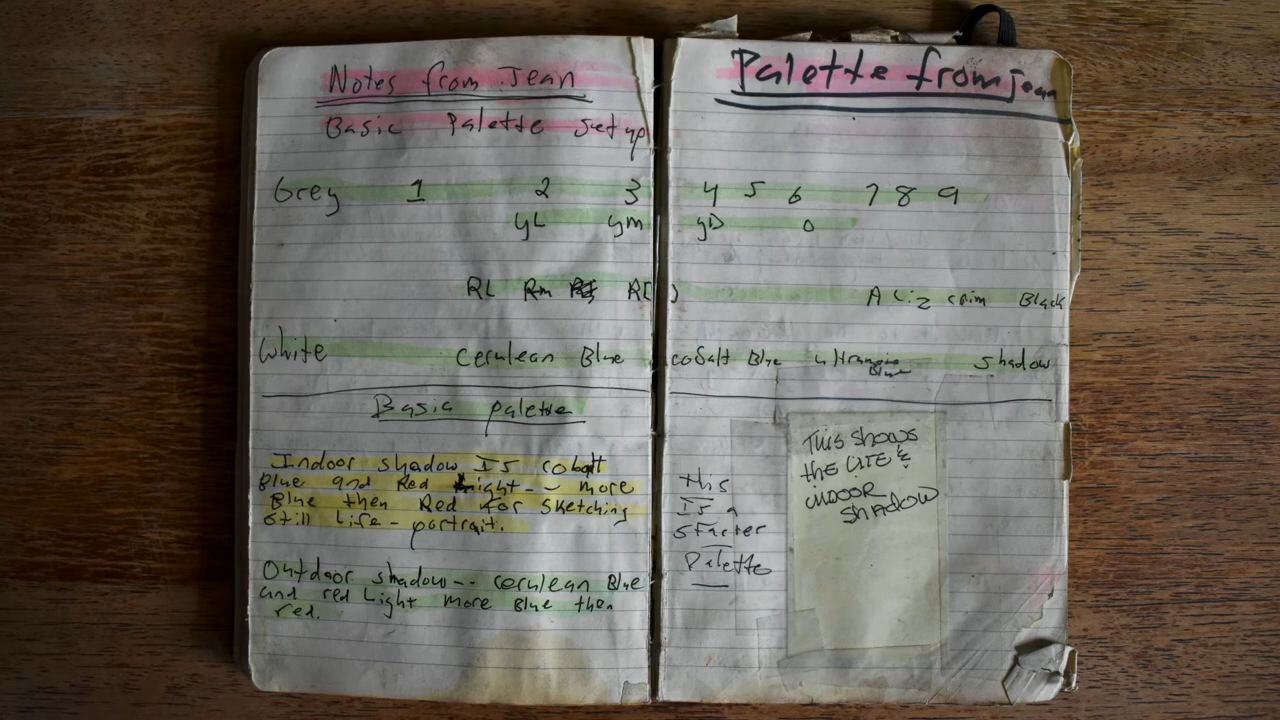 Notes from Jean
Basic Palette set up
Grey 1 2 3
yL ym
RL Rm R[
White Cerulean Blue
Basic palette
Indoor shadow Is cobalt
Blue and Red light - - more
Blue then Red for sketching
still life - portrait.
Outdoor shadow-- cerulean Blue
and red Light more Blue then
red.
Palette from Jean
4 5 6 7 8 9
yD o
) Aliz crim Black
cobalt Blue ultramine Blue shadow
this
Is a
starter
Palette
This shows
the LITE &
indoor
shadow